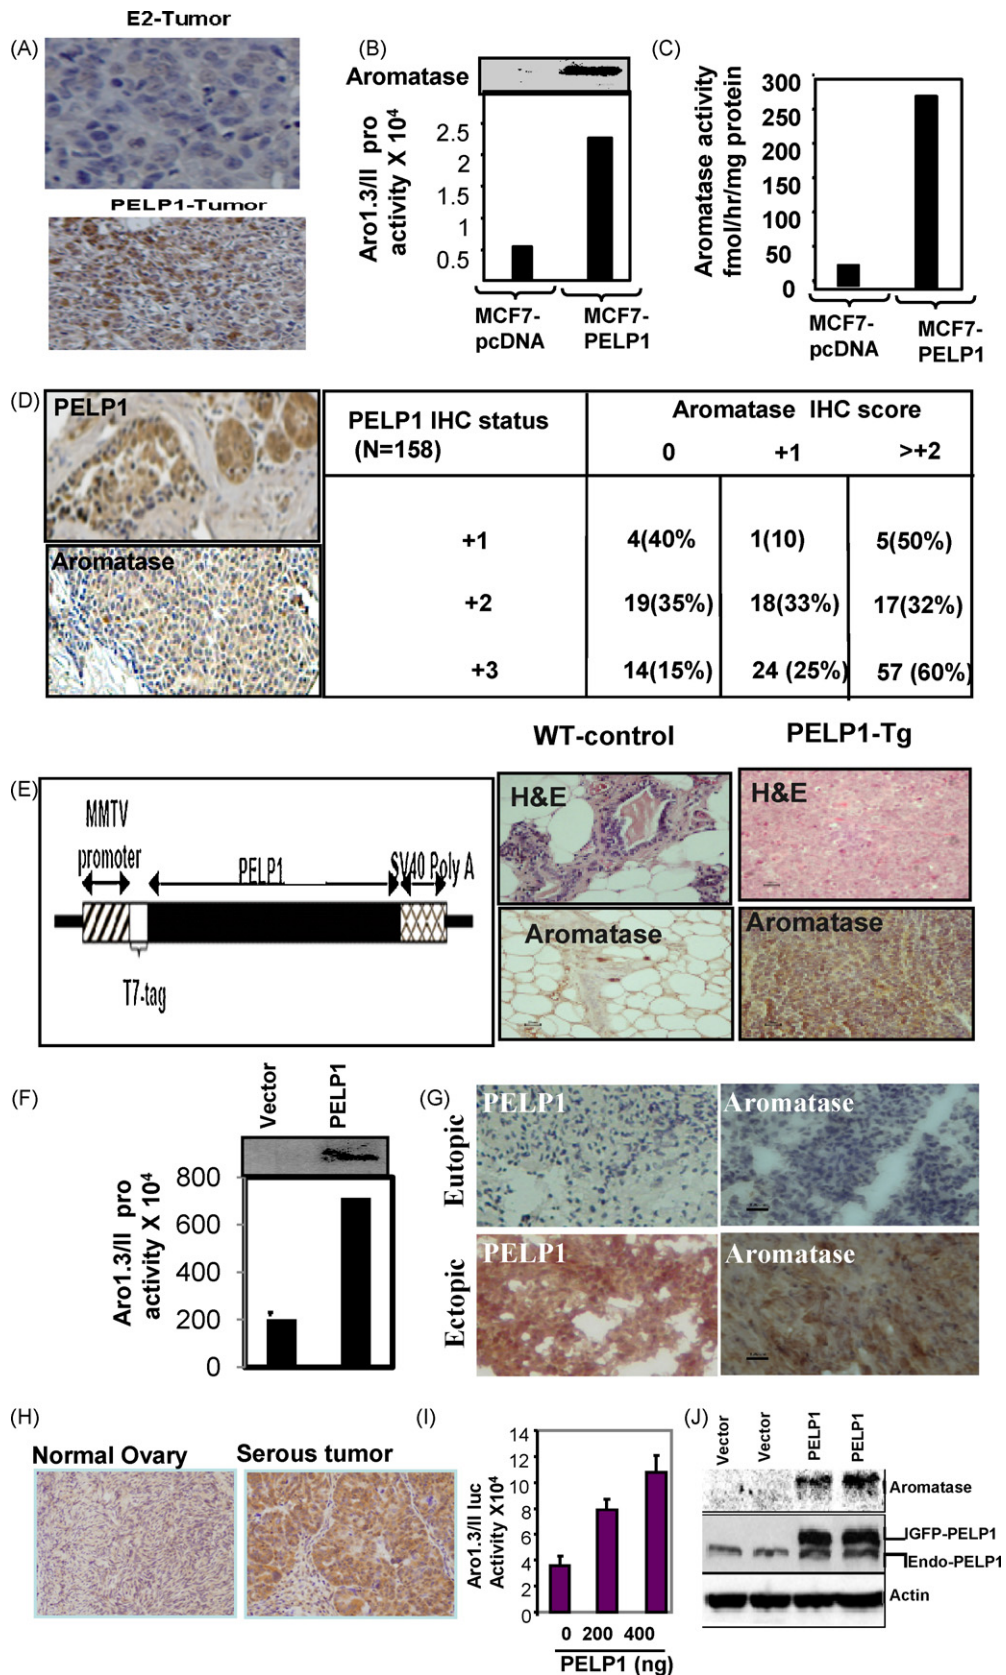 (A)
E2-Tumor
PELP1-Tumor
(B)
Aromatase
Aro1.3/II pro
activity X 10⁴
2.5
2
1.5
1
0.5
MCF7-
pcDNA
MCF7-
PELP1
(C)
Aromatase activity
fmol/hr/mg protein
300
250
200
150
100
50
0
MCF7-
pcDNA
MCF7-
PELP1
(D)
PELP1
Aromatase
PELP1 IHC status
(N=158)
Aromatase IHC score
0 +1 >+2
+1 4(40% 1(10) 5(50%)
+2 19(35%) 18(33%) 17(32%)
+3 14(15%) 24 (25%) 57 (60%)
(E)
MMTV
promoter
PELP1
SV40 Poly A
T7-tag
WT-control
PELP1-Tg
H&E
H&E
Aromatase
Aromatase
(F)
Vector
PELP1
Aro1.3/II pro
activity X 10⁴
800
600
400
200
0
(G)
Eutopic
PELP1
Aromatase
Ectopic
PELP1
Aromatase
(H)
Normal Ovary
Serous tumor
(I)
Aro1.3/II luc
Activity X10⁴
14
12
10
8
6
4
2
0
0 200 400
PELP1 (ng)
(J)
Vector
Vector
PELP1
PELP1
Aromatase
GFP-PELP1
Endo-PELP1
Actin